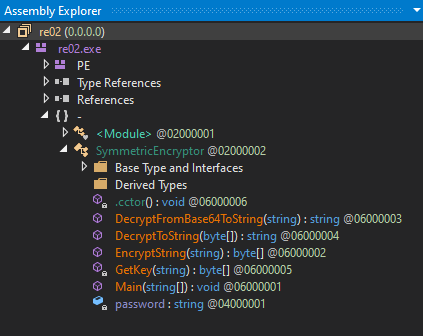 Assembly Explorer
re02 (0.0.0.0)
re02.exe
PE
Type References
References
{ } -
<Module> @02000001
SymmetricEncryptor @02000002
Base Type and Interfaces
Derived Types
.cctor() : void @06000006
DecryptFromBase64ToString(string) : string @06000003
DecryptToString(byte[]) : string @06000004
EncryptString(string) : byte[] @06000002
GetKey(string) : byte[] @06000005
Main(string[]) : void @06000001
password : string @04000001